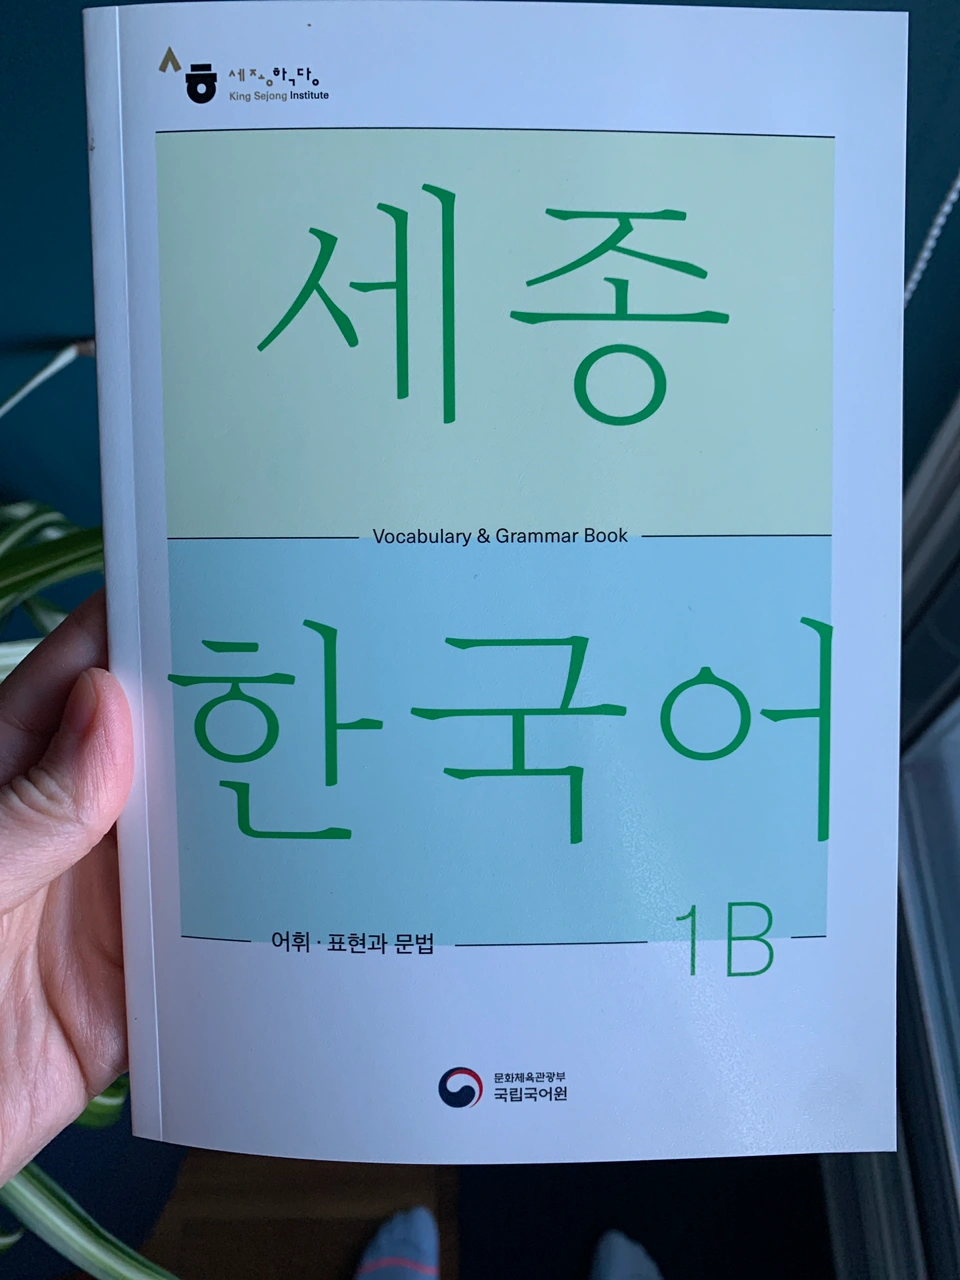 세종학당
King Sejong Institute
세종
Vocabulary & Grammar Book
한국어
어휘·표현과 문법
1B
문화체육관광부
국립국어원